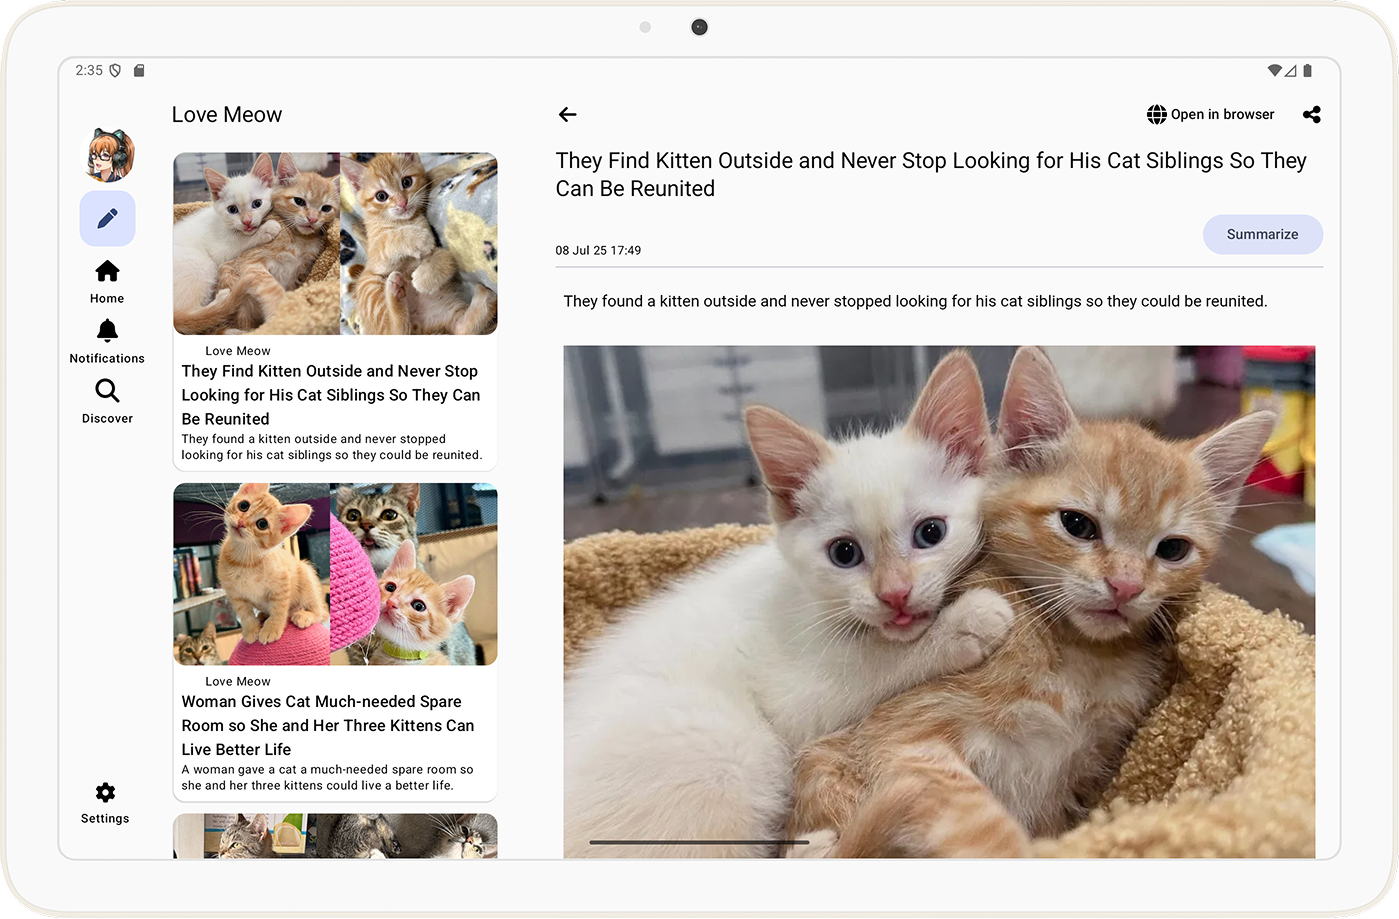 2:35
Love Meow
Home
Notifications
Discover
Settings
Love Meow
They Find Kitten Outside and Never Stop
Looking for His Cat Siblings So They Can
Be Reunited
They found a kitten outside and never stopped
looking for his cat siblings so they could be reunited.
Love Meow
Woman Gives Cat Much-needed Spare
Room so She and Her Three Kittens Can
Live Better Life
A woman gave a cat a much-needed spare room so
she and her three kittens could live a better life.
Open in browser
They Find Kitten Outside and Never Stop Looking for His Cat Siblings So They
Can Be Reunited
Summarize
08 Jul 25 17:49
They found a kitten outside and never stopped looking for his cat siblings so they could be reunited.